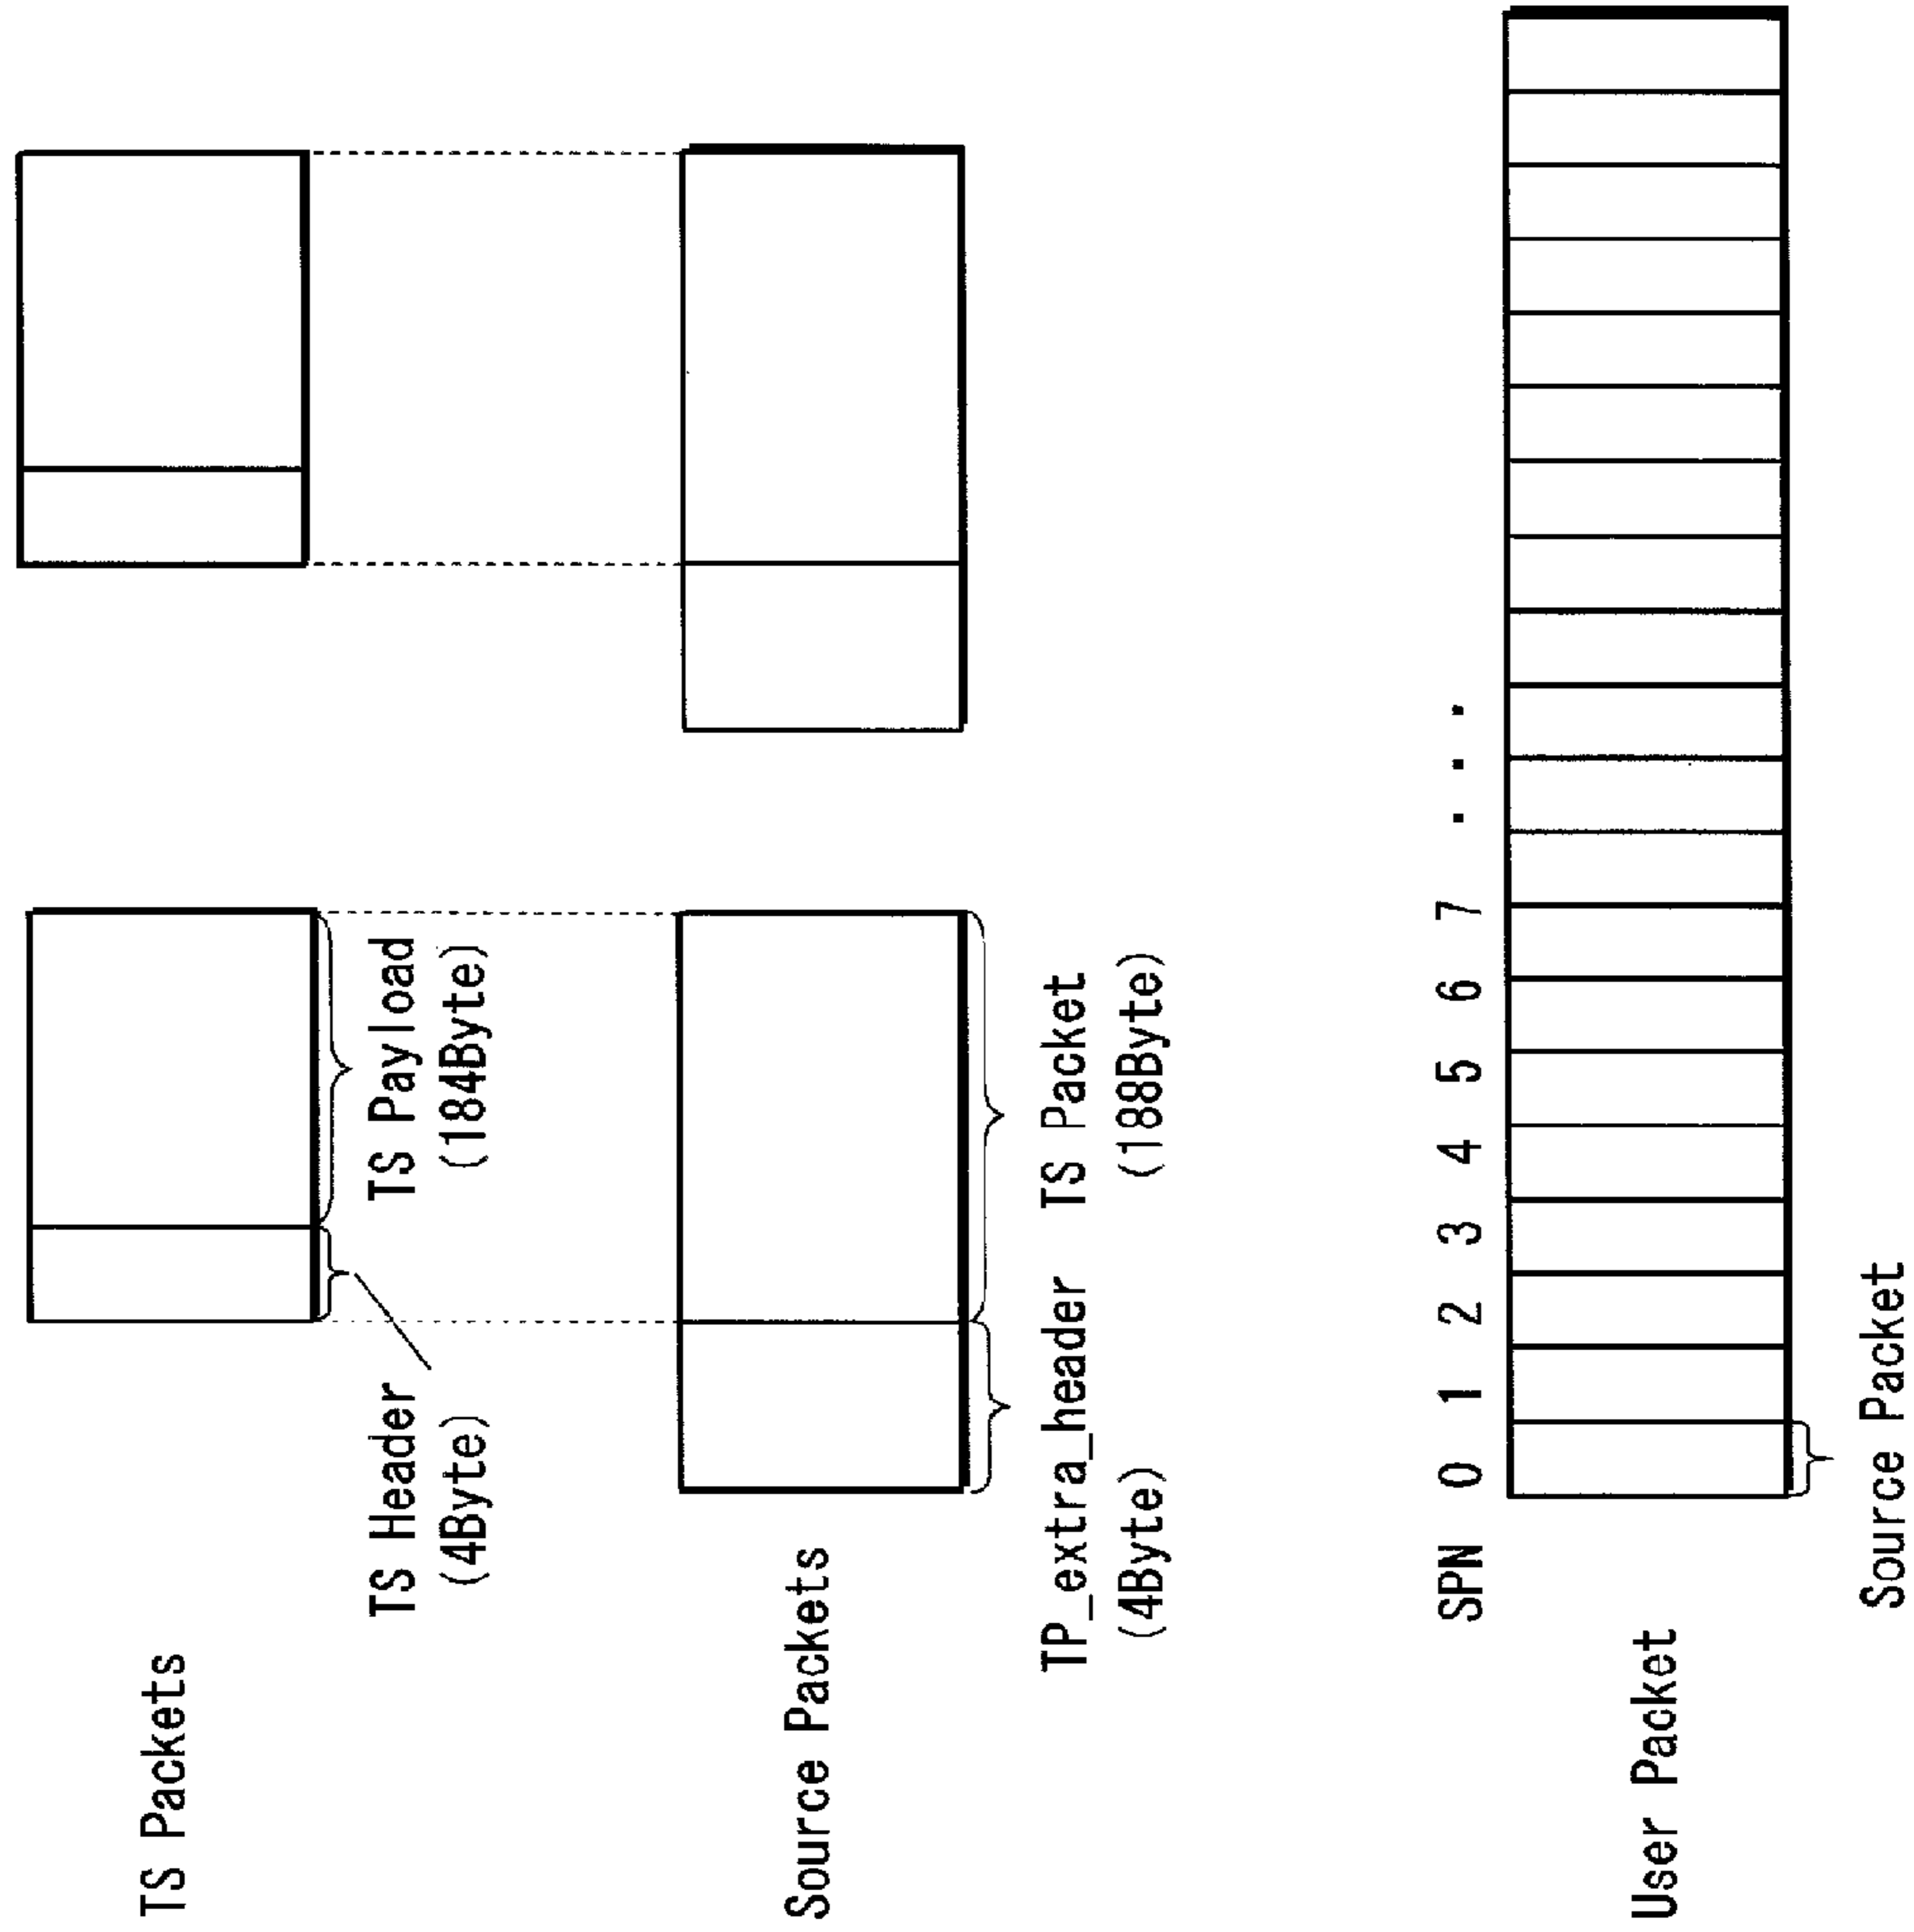 TS Packets
TS Header
(4Byte)
TS Payload
(184Byte)
Source Packets
TP_extra_header
(4Byte)
TS Packet
(188Byte)
SPN 0 1 2 3 4 5 6 7 . . .
User Packet
Source Packet